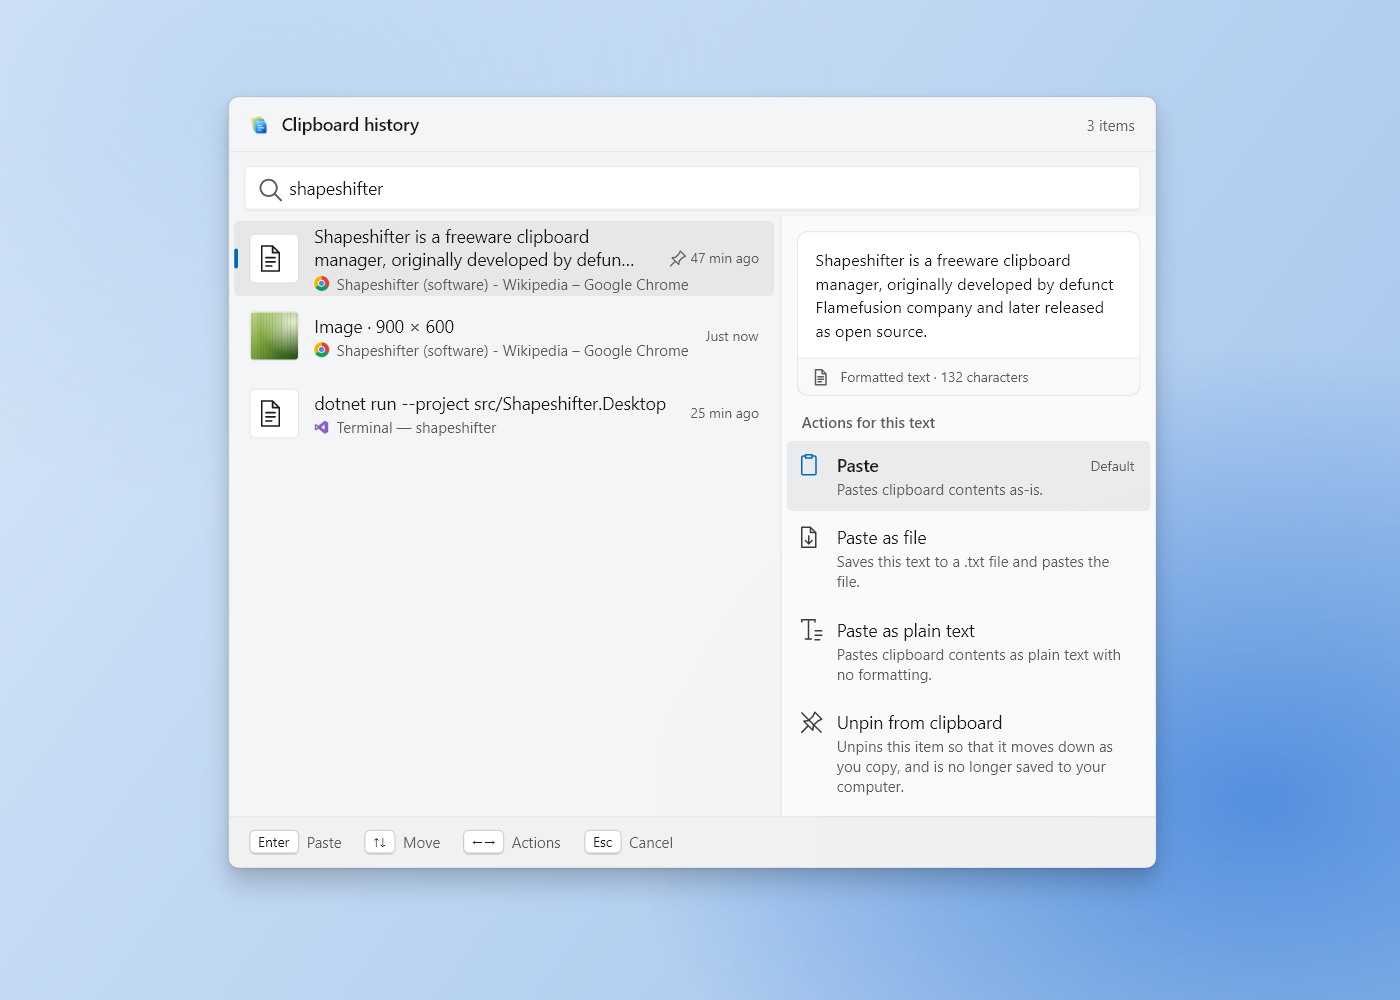 Clipboard history
3 items
shapeshifter
Shapeshifter is a freeware clipboard
manager, originally developed by defun...
47 min ago
Shapeshifter (software) - Wikipedia – Google Chrome
Image · 900 × 600
Just now
Shapeshifter (software) - Wikipedia – Google Chrome
dotnet run --project src/Shapeshifter.Desktop
25 min ago
Terminal — shapeshifter
Shapeshifter is a freeware clipboard
manager, originally developed by defunct
Flamefusion company and later released
as open source.
Formatted text · 132 characters
Actions for this text
Paste
Default
Pastes clipboard contents as-is.
Paste as file
Saves this text to a .txt file and pastes the
file.
Paste as plain text
Pastes clipboard contents as plain text with
no formatting.
Unpin from clipboard
Unpins this item so that it moves down as
you copy, and is no longer saved to your
computer.
Enter Paste ↑↓ Move ←→ Actions Esc Cancel